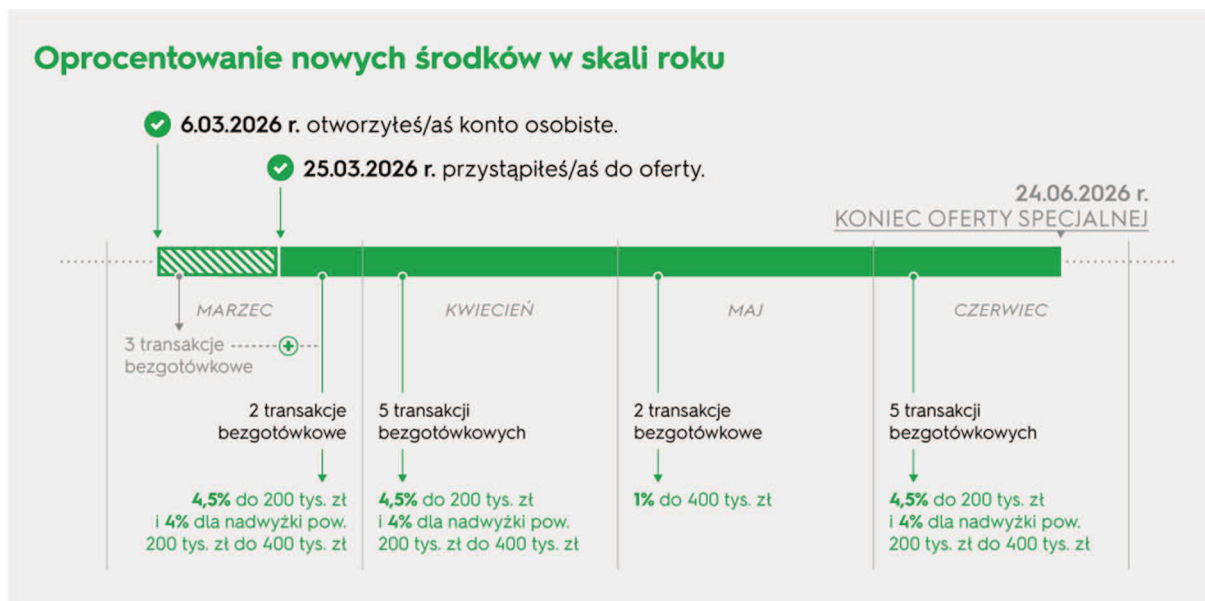 Oprocentowanie nowych środków w skali roku
6.03.2026 r. otworzyłeś/aś konto osobiste.
25.03.2026 r. przystąpiłeś/aś do oferty.
24.06.2026 r.
KONIEC OFERTY SPECJALNEJ
MARZEC
KWIECIEŃ
MAJ
CZERWIEC
3 transakcje
bezgotówkowe
2 transakcje
bezgotówkowe
4,5% do 200 tys. zł
i 4% dla nadwyżki pow.
200 tys. zł do 400 tys. zł
5 transakcji
bezgotówkowych
4,5% do 200 tys. zł
i 4% dla nadwyżki pow.
200 tys. zł do 400 tys. zł
2 transakcje
bezgotówkowe
1% do 400 tys. zł
5 transakcji
bezgotówkowych
4,5% do 200 tys. zł
i 4% dla nadwyżki pow.
200 tys. zł do 400 tys. zł